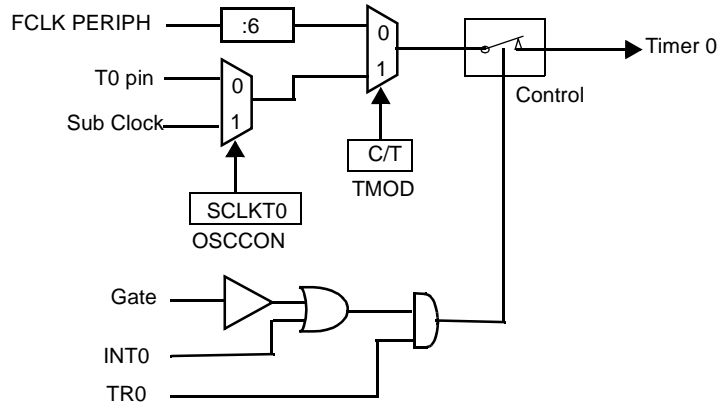 FCLK PERIPH
:6
0
Timer 0
T0 pin
0
1
Control
Sub Clock
1
C/T
TMOD
SCLKT0
OSCCON
Gate
INT0
TR0